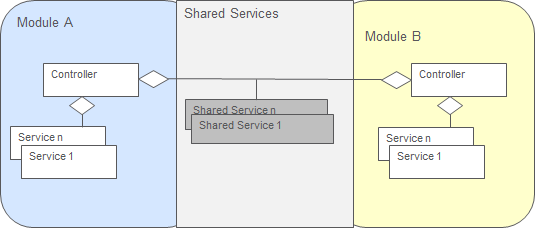 Module A
Shared Services
Module B
Controller
Controller
Shared Service n
Shared Service 1
Service n
Service 1
Service n
Service 1